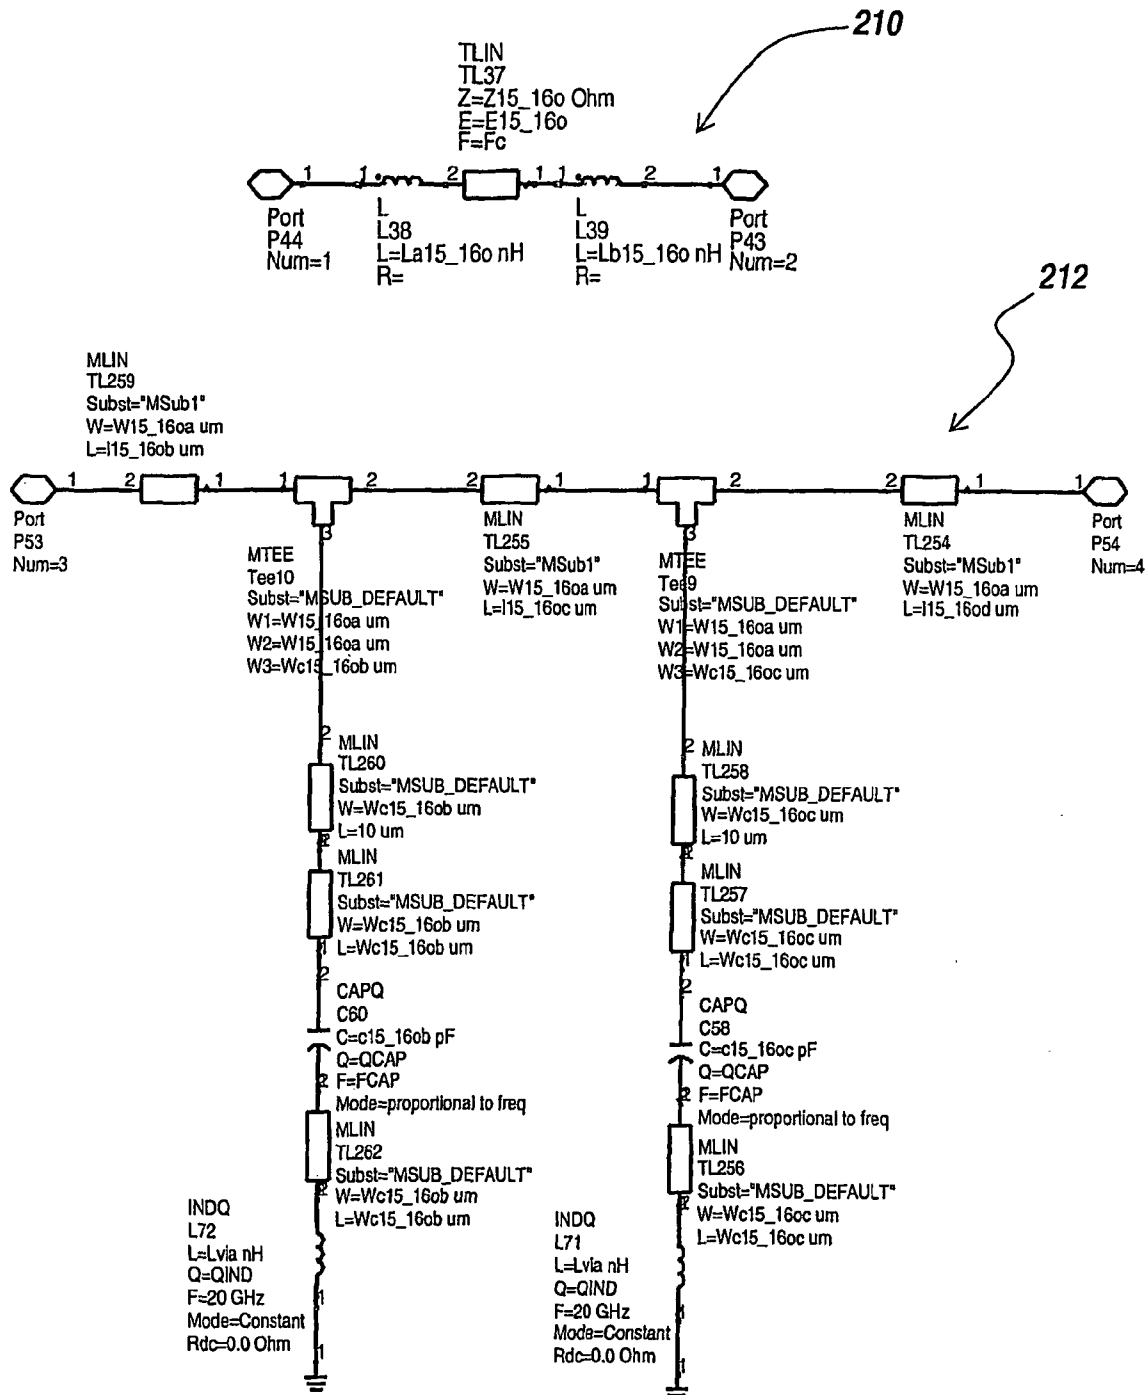 210
TLIN
TL37
Z=Z15_16o Ohm
E=E15_16o
F=Fc
1 1 2 1 1 2 1
Port
P44
Num=1
L
L38
L=La15_16o nH
R=
L
L39
L=Lb15_16o nH
R=
Port
P43
Num=2
212
MLIN
TL259
Subst="MSub1"
W=W15_16oa um
L=l15_16ob um
1 2 1 1 2 2 1 1 2 2 1 1
Port
P53
Num=3
3
MTEE
Tee10
Subst="MSUB_DEFAULT"
W1=W15_16oa um
W2=W15_16oa um
W3=Wc15_16ob um
MLIN
TL255
Subst="MSub1"
W=W15_16oa um
L=l15_16oc um
3
MTEE
Tee9
Subst="MSUB_DEFAULT"
W1=W15_16oa um
W2=W15_16oa um
W3=Wc15_16oc um
MLIN
TL254
Subst="MSub1"
W=W15_16oa um
L=l15_16od um
Port
P54
Num=4
2
MLIN
TL260
Subst="MSUB_DEFAULT"
W=Wc15_16ob um
L=10 um
MLIN
TL261
Subst="MSUB_DEFAULT"
W=Wc15_16ob um
L=Wc15_16ob um
1
2
CAPQ
C60
C=c15_16ob pF
Q=QCAP
F=FCAP
Mode=proportional to freq
MLIN
TL262
Subst="MSUB_DEFAULT"
W=Wc15_16ob um
L=Wc15_16ob um
INDQ
L72
L=Lvia nH
Q=QIND
F=20 GHz
Mode=Constant
Rdc=0.0 Ohm
1
1
2
MLIN
TL258
Subst="MSUB_DEFAULT"
W=Wc15_16oc um
L=10 um
MLIN
TL257
Subst="MSUB_DEFAULT"
W=Wc15_16oc um
L=Wc15_16oc um
1
2
CAPQ
C58
C=c15_16oc pF
Q=QCAP
2 F=FCAP
Mode=proportional to freq
MLIN
TL256
Subst="MSUB_DEFAULT"
W=Wc15_16oc um
L=Wc15_16oc um
INDQ
L71
L=Lvia nH
Q=QIND
F=20 GHz
Mode=Constant
Rdc=0.0 Ohm
1
1